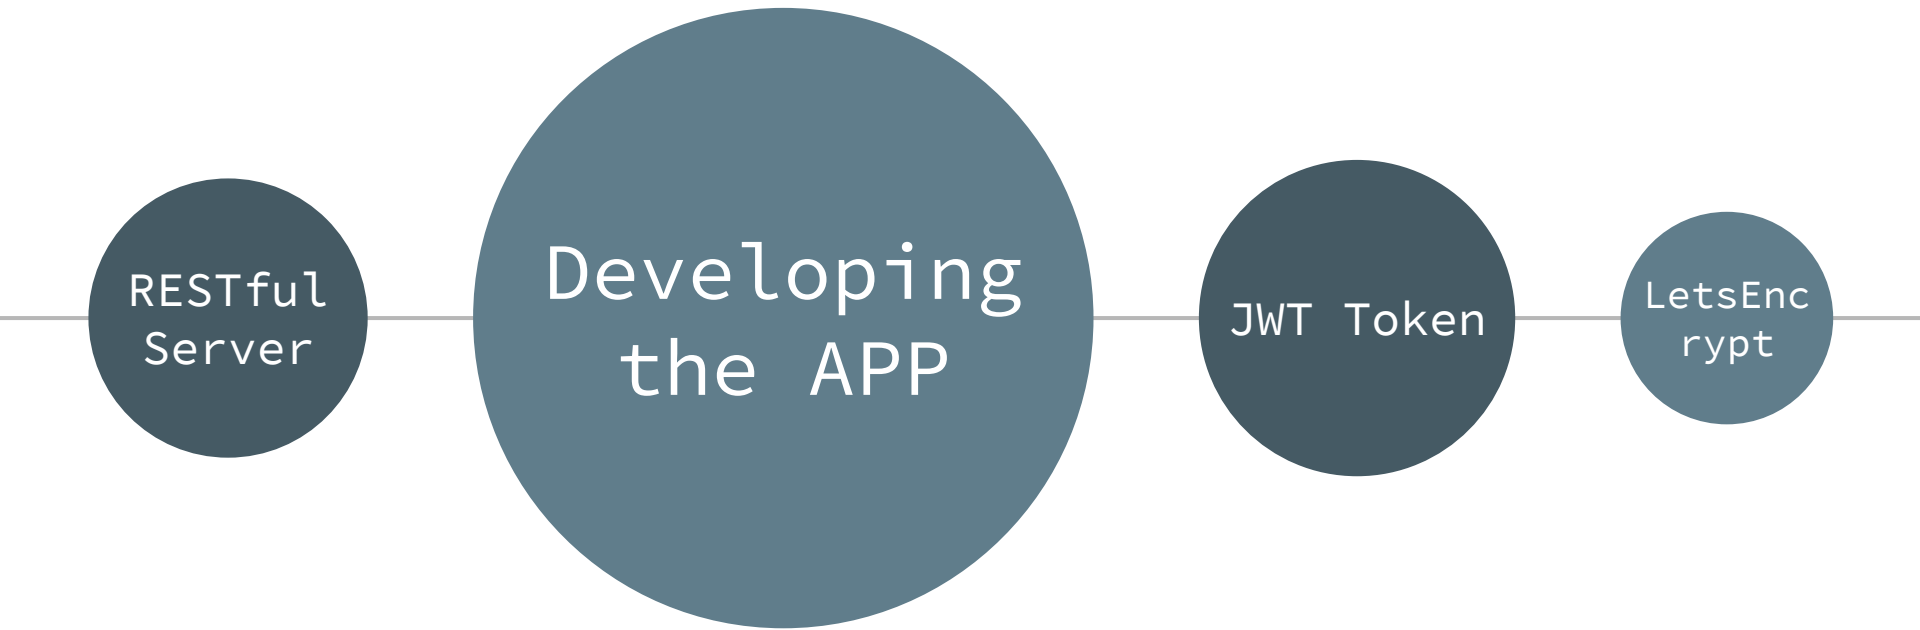 RESTful
Server
Developing
the APP
JWT Token
LetsEnc
rypt